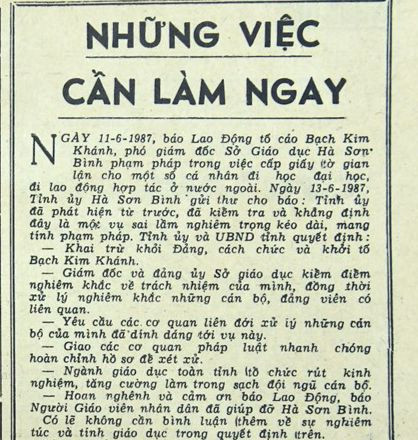 NHỮNG VIỆC
CẦN LÀM NGAY
NGÀY 11-6-1987, báo Lao Động tố cáo Bạch Kim
Khánh, phó giám đốc Sở Giáo dục Hà Sơn
Bình phạm pháp trong việc cấp giấy tờ gian
lận cho một số cá nhân đi học đại học,
đi lao động hợp tác ở nước ngoài. Ngày 13-6-1987,
Tỉnh ủy Hà Sơn Bình gửi thư cho báo: Tỉnh ủy
đã phát hiện từ trước, đã kiểm tra và khẳng định
đây là một vụ sai lầm nghiêm trọng kéo dài, mang
tính phạm pháp. Tỉnh ủy và UBND tỉnh quyết định:
— Khai trừ khỏi Đảng, cách chức và khởi tố
Bạch Kim Khánh.
— Giám đốc và đảng ủy Sở giáo dục kiểm điểm
nghiêm khắc về trách nhiệm của mình, đồng thời
xử lý nghiêm khắc những cán bộ, đảng viên có
liên quan.
— Yêu cầu các cơ quan liên đới xử lý những cán
bộ của mình đã dính dáng tới vụ này.
— Giao các cơ quan pháp luật nhanh chóng
hoàn chỉnh hồ sơ để xét xử.
— Ngành giáo dục toàn tỉnh tổ chức rút kinh
nghiệm, tăng cường làm trong sạch đội ngũ cán bộ.
— Hoan nghênh và cảm ơn báo Lao Động, báo
Người Giáo viên nhân dân đã giúp đỡ Hà Sơn Bình.
Có lẽ không cần bình luận thêm về sự nghiêm
túc và tính giáo dục trong quyết định trên.